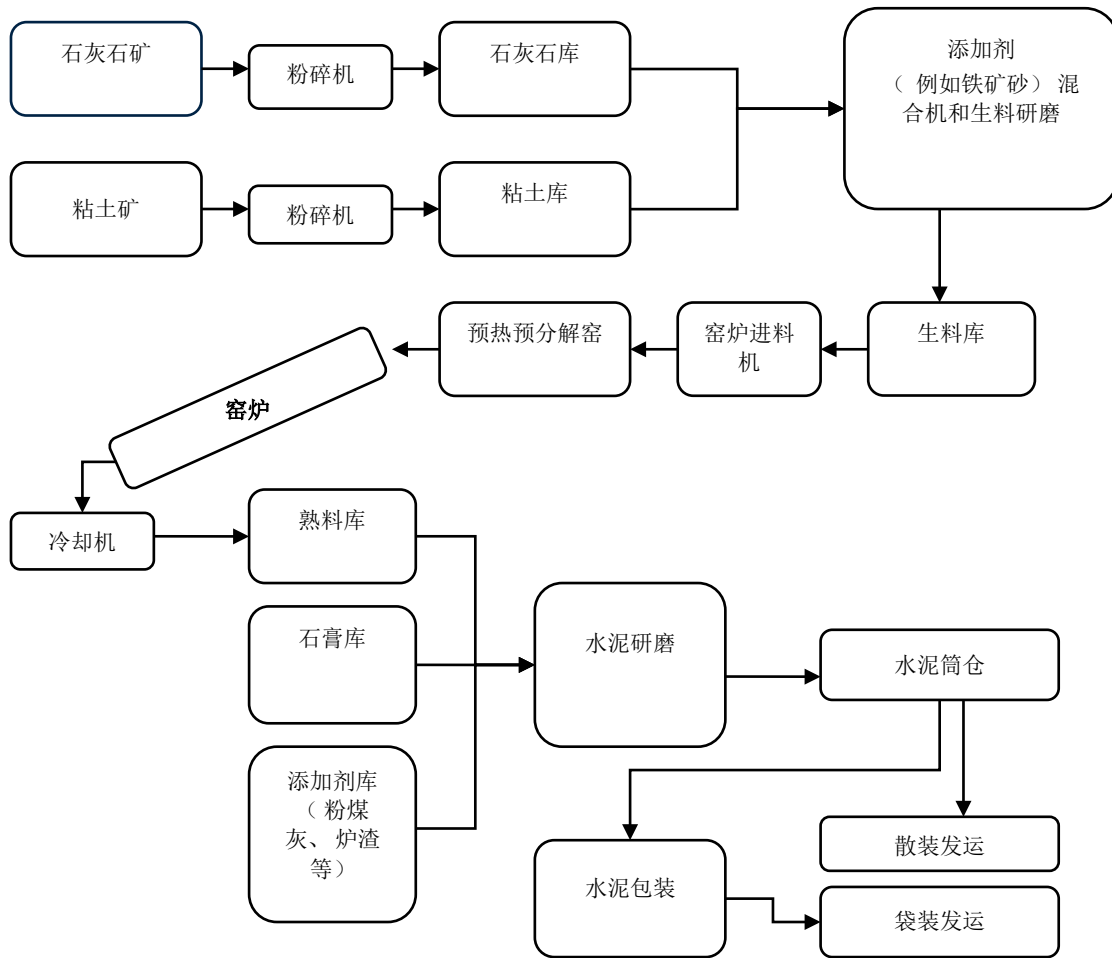 石灰石矿
粉碎机
石灰石库
添加剂
（ 例如铁矿砂） 混
合机和生料研磨
粘土矿
粉碎机
粘土库
预热预分解窑
窑炉进料
机
生料库
窑炉
冷却机
熟料库
石膏库
水泥研磨
水泥筒仓
添加剂库
（ 粉煤
灰、 炉渣
等）
散装发运
水泥包装
袋装发运